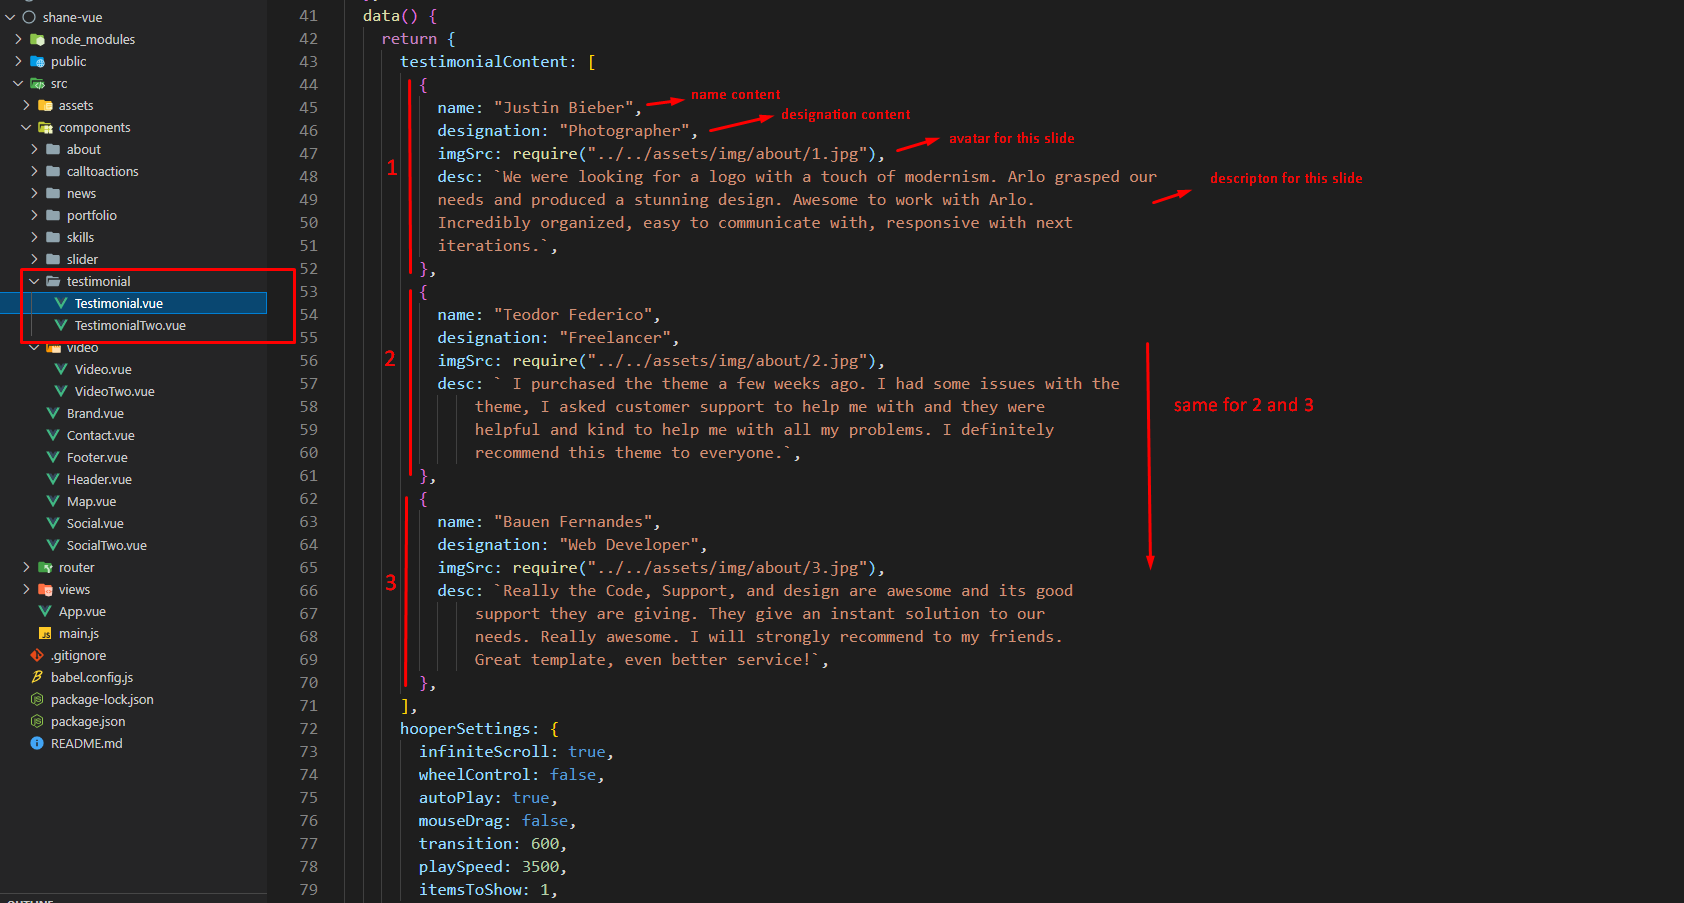 shane-vue
node_modules
public
src
assets
components
about
calltoactions
news
portfolio
skills
slider
testimonial
Testimonial.vue
TestimonialTwo.vue
video
Video.vue
VideoTwo.vue
Brand.vue
Contact.vue
Footer.vue
Header.vue
Map.vue
Social.vue
SocialTwo.vue
router
views
App.vue
JS main.js
.gitignore
babel.config.js
package-lock.json
package.json
README.md
OUTLINE
41 data() {
42 return {
43 testimonialContent: [
44 {
45 name: "Justin Bieber", name content
46 designation: "Photographer", designation content
47 imgSrc: require("../../assets/img/about/1.jpg"), avatar for this slide
1
48 desc: `We were looking for a logo with a touch of modernism. Arlo grasped our descripton for this slide
49 needs and produced a stunning design. Awesome to work with Arlo.
50 Incredibly organized, easy to communicate with, responsive with next
51 iterations.`,
52 },
53 {
54 name: "Teodor Federico",
55 designation: "Freelancer",
2
56 imgSrc: require("../../assets/img/about/2.jpg"),
57 desc: ` I purchased the theme a few weeks ago. I had some issues with the
58 theme, I asked customer support to help me with and they were same for 2 and 3
59 helpful and kind to help me with all my problems. I definitely
60 recommend this theme to everyone.`,
61 },
62 {
63 name: "Bauen Fernandes",
64 designation: "Web Developer",
65 imgSrc: require("../../assets/img/about/3.jpg"),
3
66 desc: `Really the Code, Support, and design are awesome and its good
67 support they are giving. They give an instant solution to our
68 needs. Really awesome. I will strongly recommend to my friends.
69 Great template, even better service!`,
70 },
71 ],
72 hooperSettings: {
73 infiniteScroll: true,
74 wheelControl: false,
75 autoPlay: true,
76 mouseDrag: false,
77 transition: 600,
78 playSpeed: 3500,
79 itemsToShow: 1,